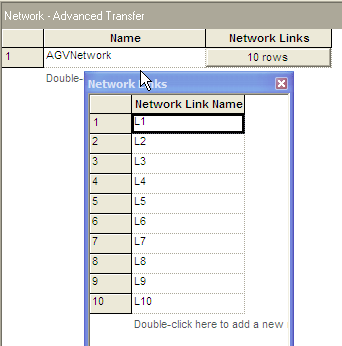 Network - Advanced Transfer
Name Network Links
1 AGVNetwork 10 rows
Double-
Network Links
Network Link Name
1 L1
2 L2
3 L3
4 L4
5 L5
6 L6
7 L7
8 L8
9 L9
10 L10
Double-click here to add a new